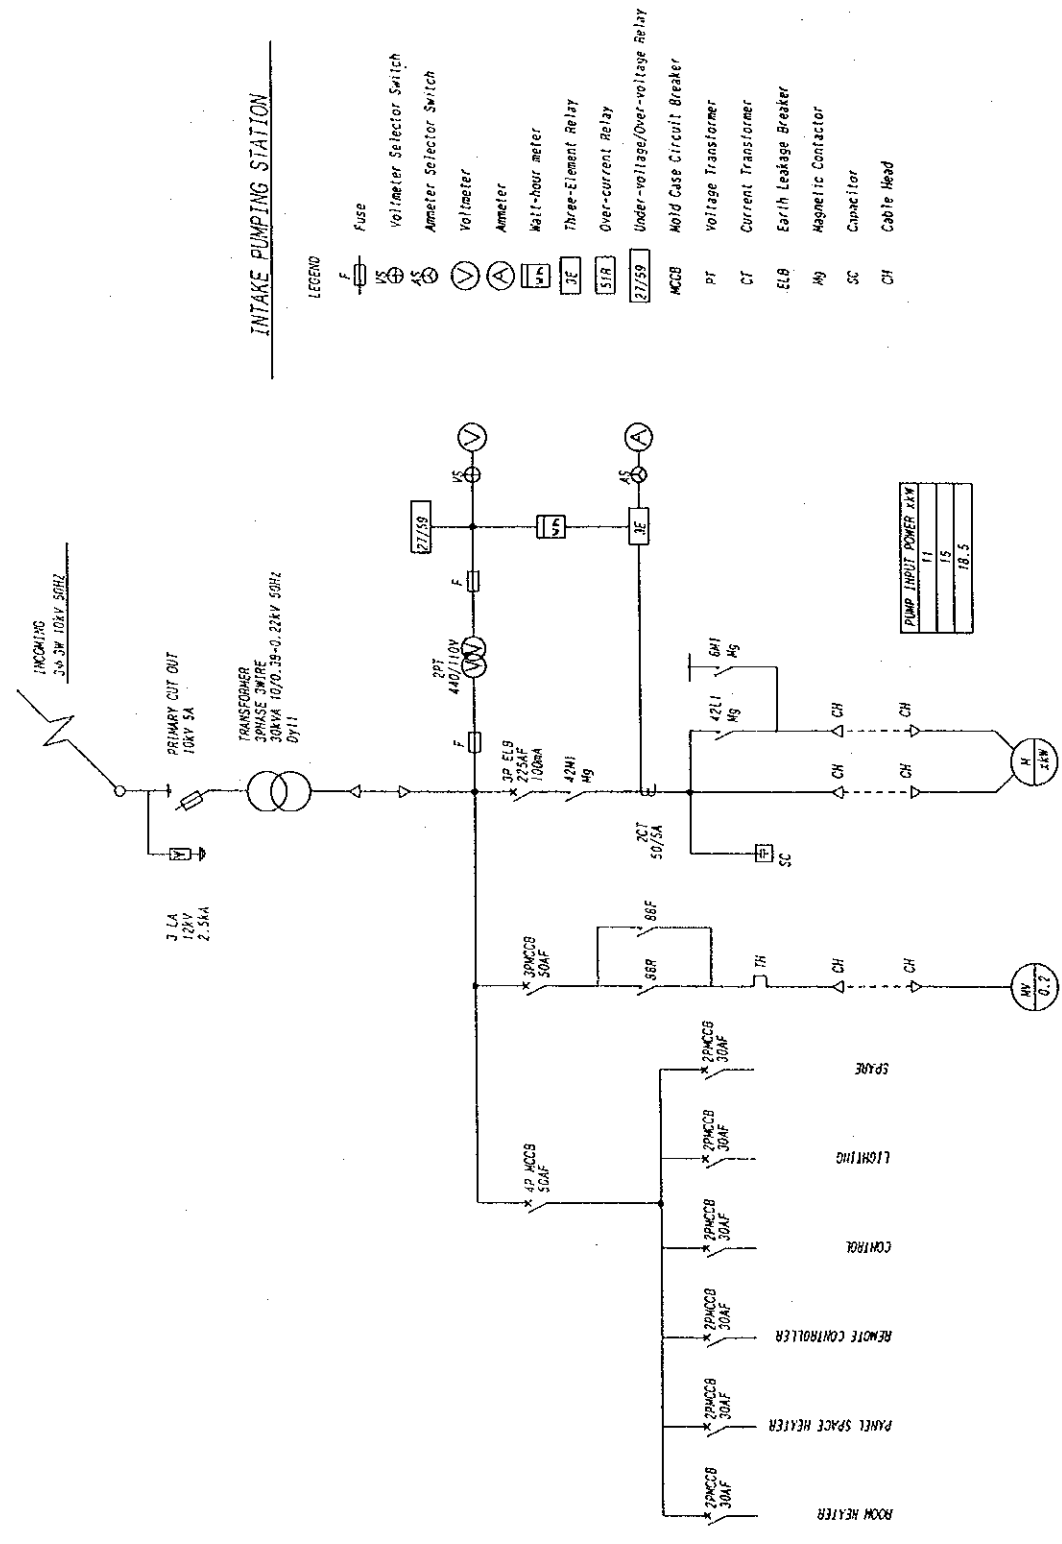 INTAKE PUMPING STATION
LEGEND
F
Fuse
VS
Voltmeter Selector Switch
AS
Ammeter Selector Switch
V
Voltmeter
A
Ammeter
Wh
Watt-hour meter
3E
Three-Element Relay
51R
Over-current Relay
27/59
Under-voltage/Over-voltage Relay
MCCB
Mold Case Circuit Breaker
PT
Voltage Transformer
CT
Current Transformer
ELB
Earth Leakage Breaker
Mg
Magnetic Contactor
SC
Capacitor
CH
Cable Head
INCOMING
3φ 3W 10kV 50HZ
PRIMARY CUT OUT
10kV 5A
3 LA
12kV
2.5kA
TRANSFORMER
3PHASE 3WIRE
30kVA 10/0.39-0.22kV 50HZ
Dy11
F
2PT
440/110V
F
27/59
VS
V
Wh
3E
AS
A
3P ELB
225AF
100mA
42M1
Mg
2CT
50/5A
SC
42L1
Mg
6M1
Mg
CH
CH
CH
CH
M
xkW
PUMP INPUT POWER xkW
11
15
18.5
3PMCCB
50AF
88R
88F
TH
CH
CH
MV
0.2
4P MCCB
50AF
2PMCCB
30AF
SPARE
2PMCCB
30AF
LIGHTING
2PMCCB
30AF
CONTROL
2PMCCB
30AF
REMOTE CONTROLLER
2PMCCB
30AF
PANEL SPACE HEATER
2PMCCB
30AF
ROOM HEATER